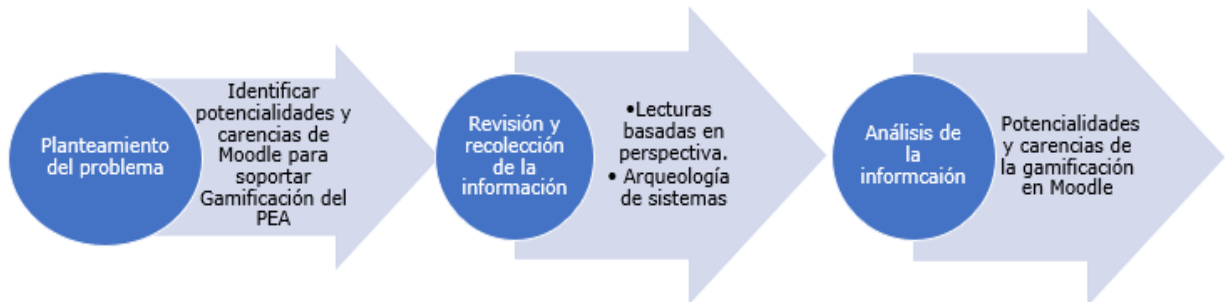 Planteamiento
del problema
Identificar
potencialidades y
carencias de
Moodle para
soportar
Gamificación del
PEA
Revisión y
recolección
de la
información
•Lecturas
basadas en
perspectiva.
• Arqueología
de sistemas
Análisis de
la
informcaión
Potencialidades
y carencias de
la gamificación
en Moodle